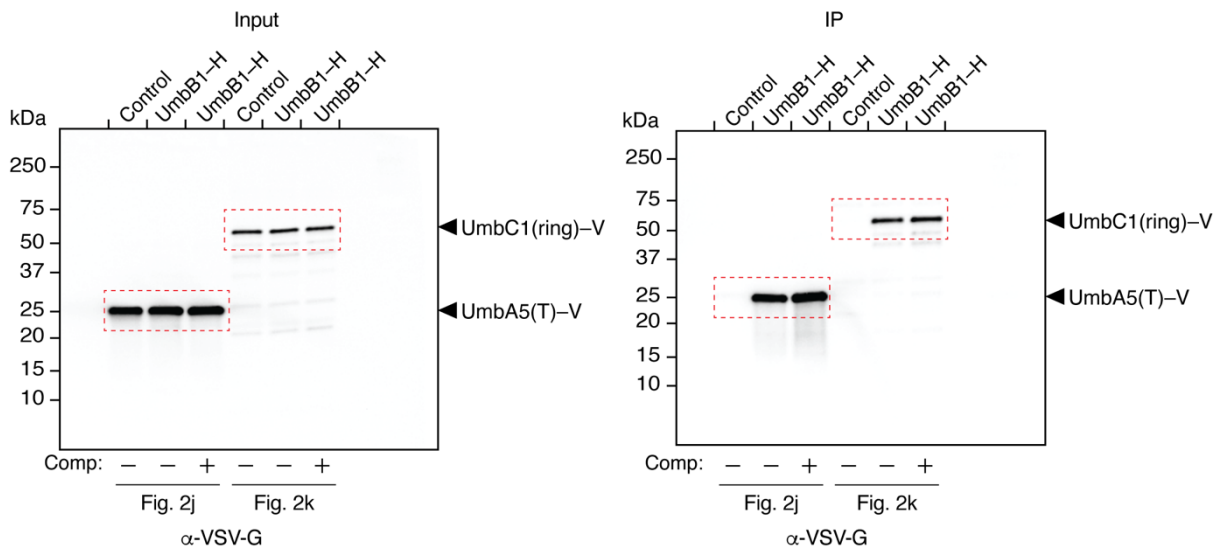 Input
Control
UmbB1–H
UmbB1–H
Control
UmbB1–H
UmbB1–H
kDa
250
75
50
37
25
20
15
10
UmbC1(ring)–V
UmbA5(T)–V
Comp: – – + – – +
Fig. 2j Fig. 2k
α-VSV-G
IP
Control
UmbB1–H
UmbB1–H
Control
UmbB1–H
UmbB1–H
kDa
250
75
50
37
25
20
15
10
UmbC1(ring)–V
UmbA5(T)–V
Comp: – – + – – +
Fig. 2j Fig. 2k
α-VSV-G